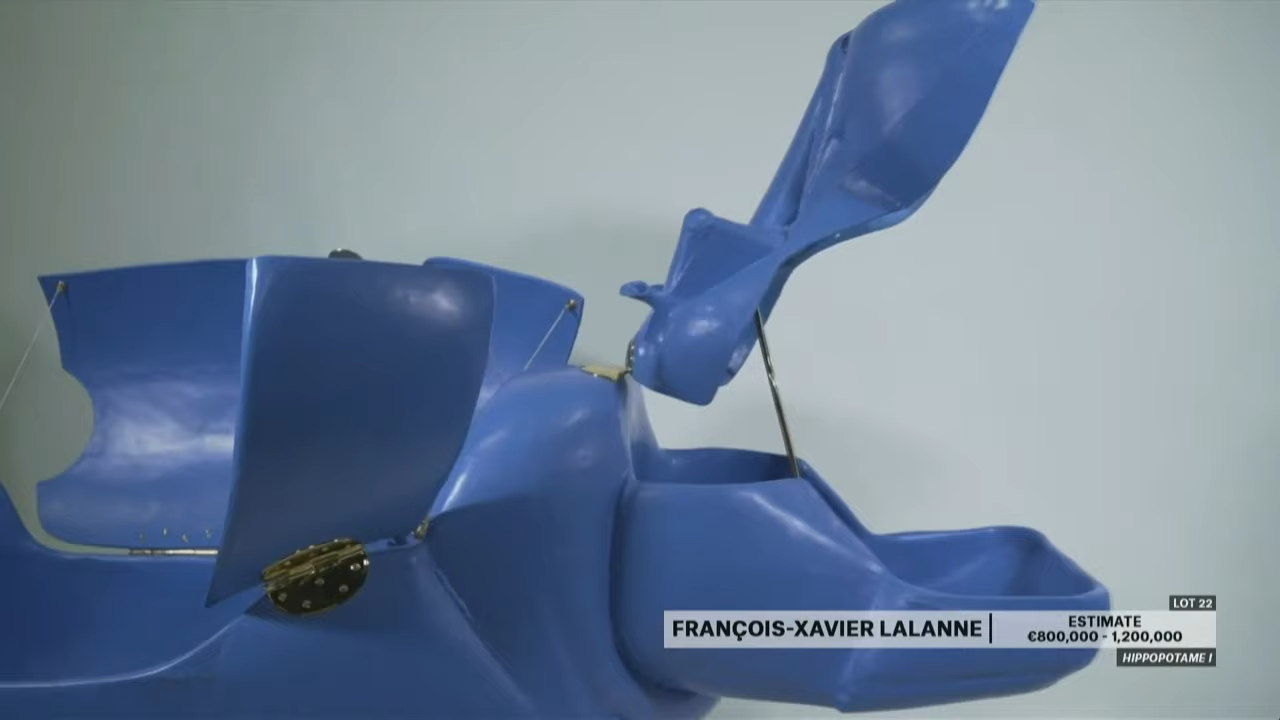 LOT 22
FRANÇOIS-XAVIER LALANNE
ESTIMATE
€800,000 - 1,200,000
HIPPOPOTAME I